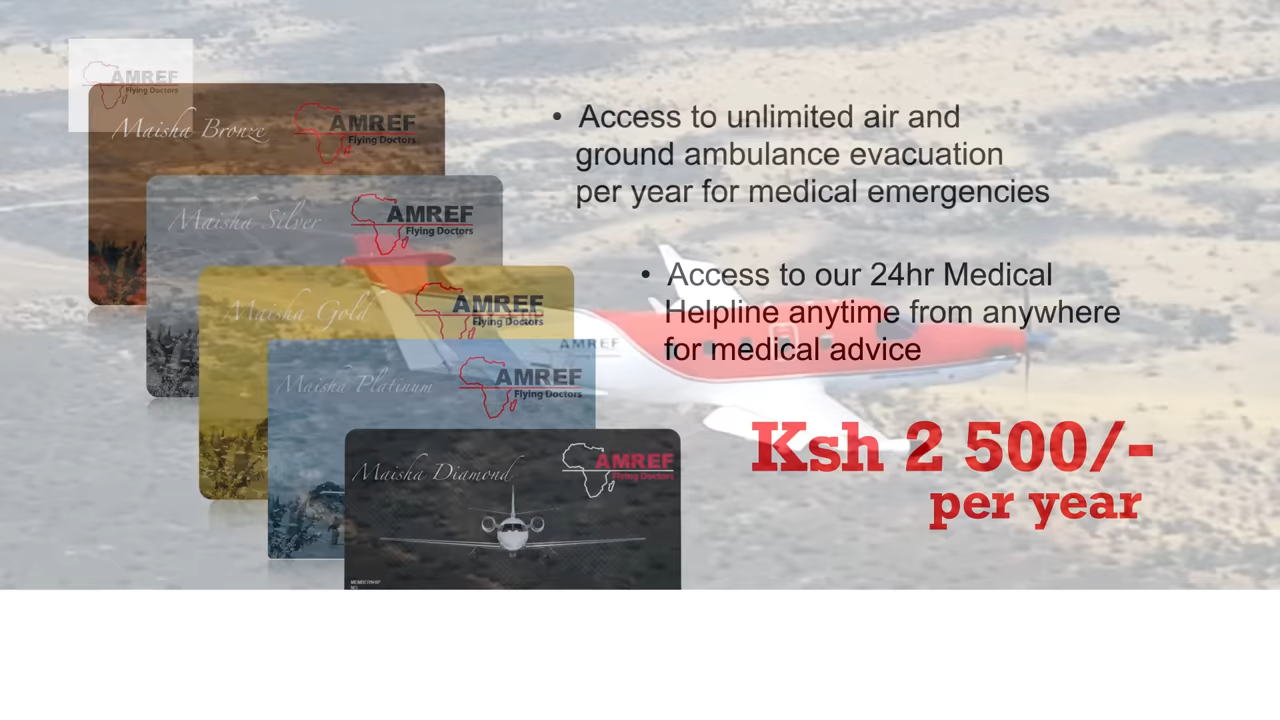 AMREF
Flying Doctors
Maisha Bronze
AMREF
Flying Doctors
Maisha Silver
AMREF
Flying Doctors
Maisha Gold
AMREF
Flying Doctors
AMREF
Maisha Platinum
AMREF
Flying Doctors
Maisha Diamond
AMREF
Flying Doctors
MEMBERSHIP
NO.
• Access to unlimited air and
ground ambulance evacuation
per year for medical emergencies
• Access to our 24hr Medical
Helpline anytime from anywhere
for medical advice
Ksh 2 500/-
per year